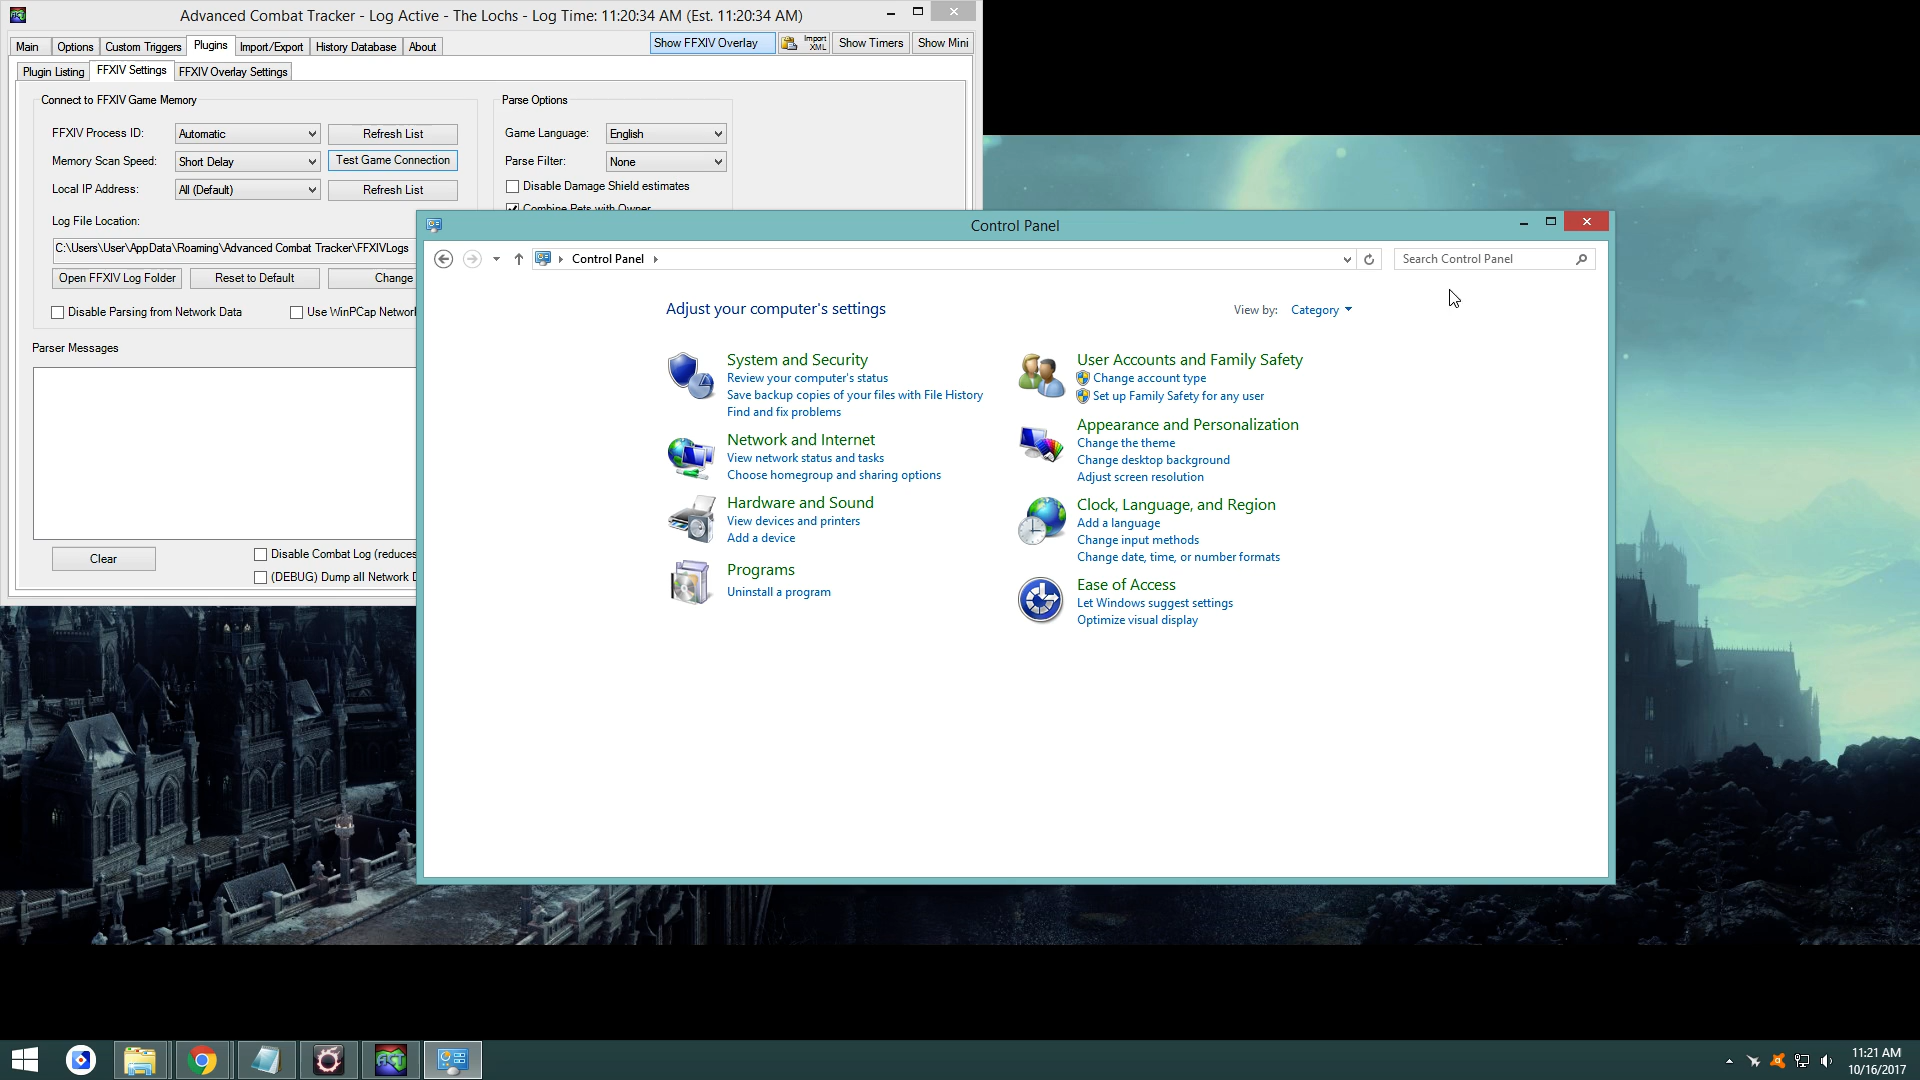 Advanced Combat Tracker - Log Active - The Lochs - Log Time: 11:20:34 AM (Est. 11:20:34 AM)
Main Options Custom Triggers Plugins Import/Export History Database About
Show FFXIV Overlay Import XML Show Timers Show Mini
Plugin Listing FFXIV Settings FFXIV Overlay Settings
Connect to FFXIV Game Memory
FFXIV Process ID: Automatic Refresh List
Memory Scan Speed: Short Delay Test Game Connection
Local IP Address: All (Default) Refresh List
Log File Location:
C:\Users\User\AppData\Roaming\Advanced Combat Tracker\FFXIVLogs
Open FFXIV Log Folder Reset to Default Change
Disable Parsing from Network Data Use WinPCap Network
Parser Messages
Clear
Disable Combat Log (reduces
(DEBUG) Dump all Network D
Parse Options
Game Language: English
Parse Filter: None
Disable Damage Shield estimates
Combine Pets with Owner
Control Panel
Control Panel
Search Control Panel
Adjust your computer's settings
View by: Category
System and Security
Review your computer's status
Save backup copies of your files with File History
Find and fix problems
Network and Internet
View network status and tasks
Choose homegroup and sharing options
Hardware and Sound
View devices and printers
Add a device
Programs
Uninstall a program
User Accounts and Family Safety
Change account type
Set up Family Safety for any user
Appearance and Personalization
Change the theme
Change desktop background
Adjust screen resolution
Clock, Language, and Region
Add a language
Change input methods
Change date, time, or number formats
Ease of Access
Let Windows suggest settings
Optimize visual display
ACT
11:21 AM
10/16/2017